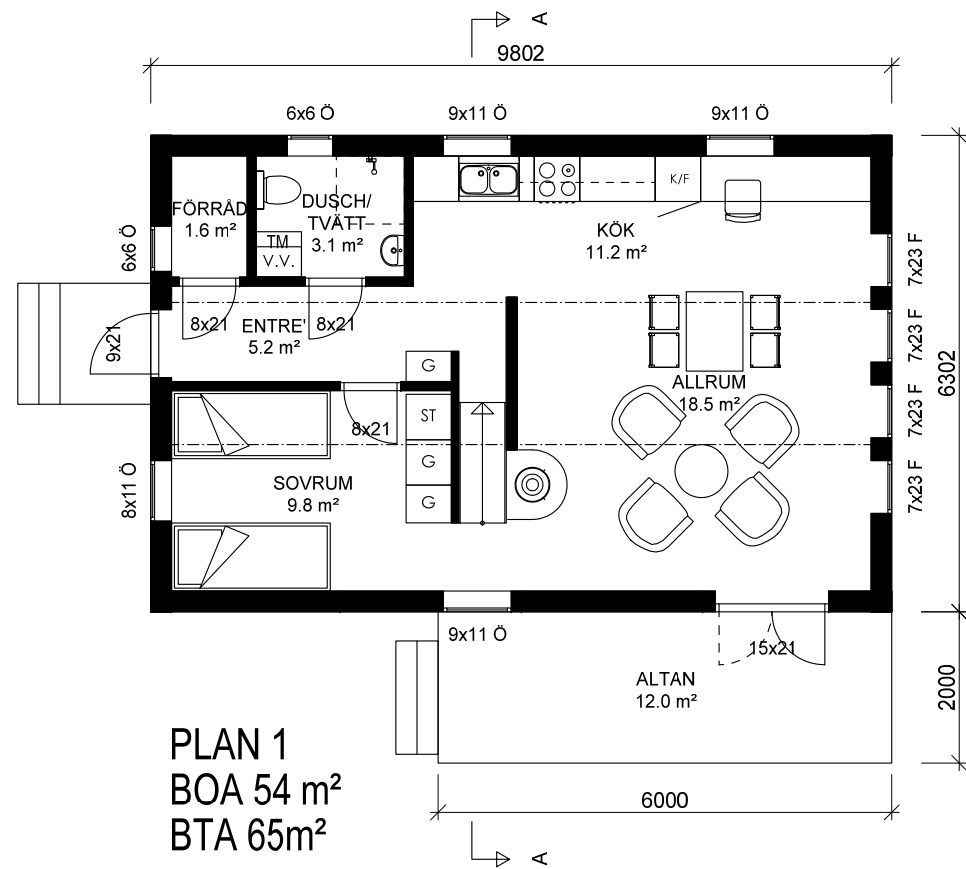 A
9802
6x6 Ö
9x11 Ö
9x11 Ö
FÖRRÅD
1.6 m²
DUSCH/
TVÄTT
3.1 m²
TM
V.V.
K/F
KÖK
11.2 m²
6x6 Ö
7x23 F
9x21
8x21
ENTRE'
5.2 m²
8x21
7x23 F
6302
G
ALLRUM
18.5 m²
7x23 F
ST
8x21
G
G
SOVRUM
9.8 m²
8x11 Ö
7x23 F
9x11 Ö
15x21
ALTAN
12.0 m²
2000
PLAN 1
BOA 54 m²
BTA 65m²
6000
A